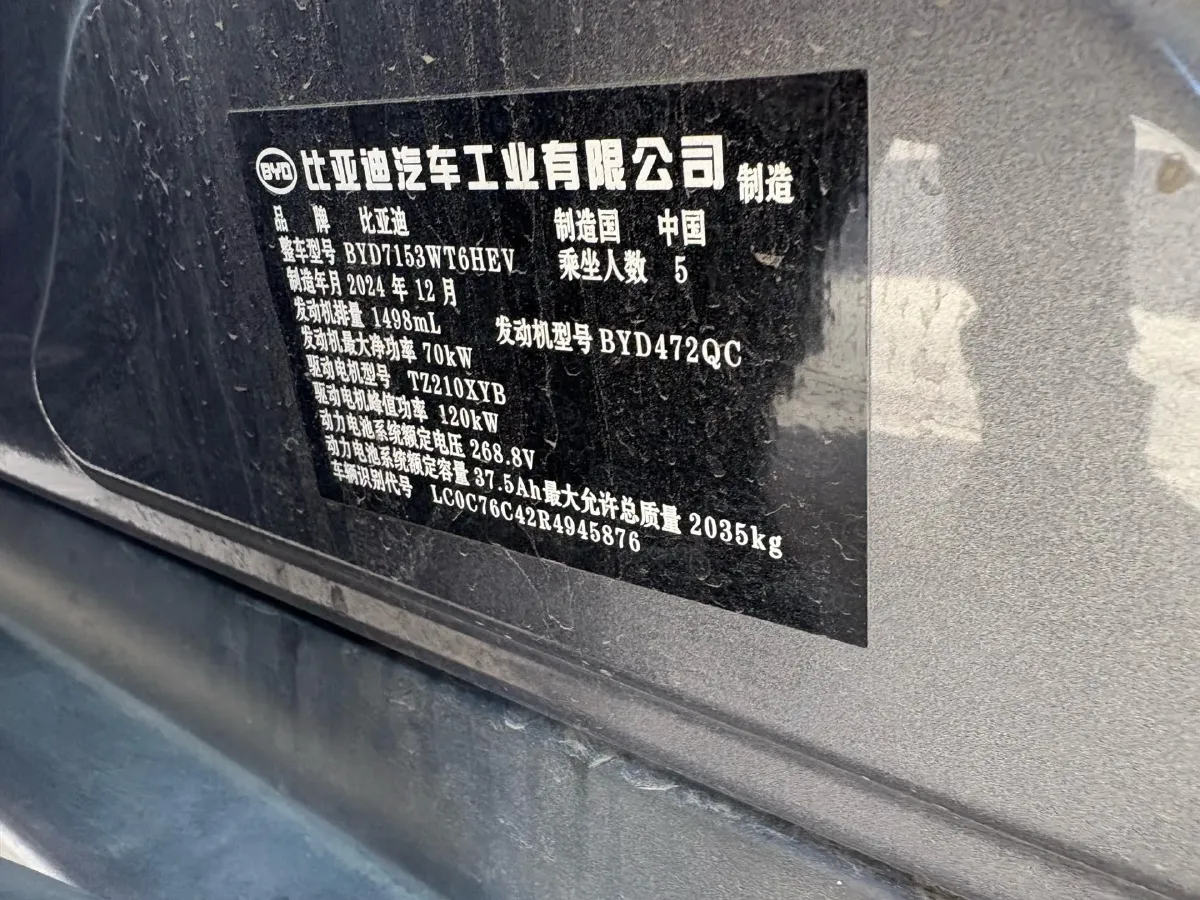 BYD 比亚迪汽车工业有限公司 制造
品 牌 比亚迪 制造国 中国
整车型号 BYD7153WT6HEV 乘坐人数 5
制造年月 2024 年 12 月
发动机排量 1498mL 发动机型号 BYD472QC
发动机最大净功率 70kW
驱动电机型号 TZ210XYB
驱动电机峰值功率 120kW
动力电池系统额定电压 268.8V
动力电池系统额定容量 37.5Ah 最大允许总质量 2035kg
车辆识别代号 LC0C76C42R4945876